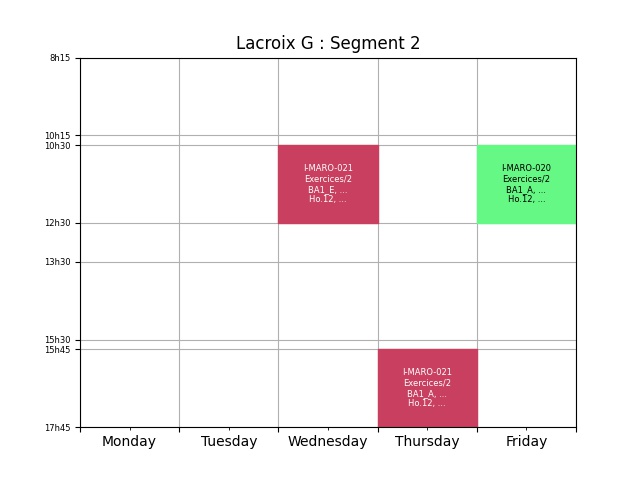 Lacroix G : Segment 2
8h15
10h15
10h30
I-MARO-021
Exercices/2
BA1_E, ...
Ho.12, ...
I-MARO-020
Exercices/2
BA1_A, ...
Ho.12, ...
12h30
13h30
15h30
15h45
I-MARO-021
Exercices/2
BA1_A, ...
Ho.12, ...
17h45
Monday Tuesday Wednesday Thursday Friday